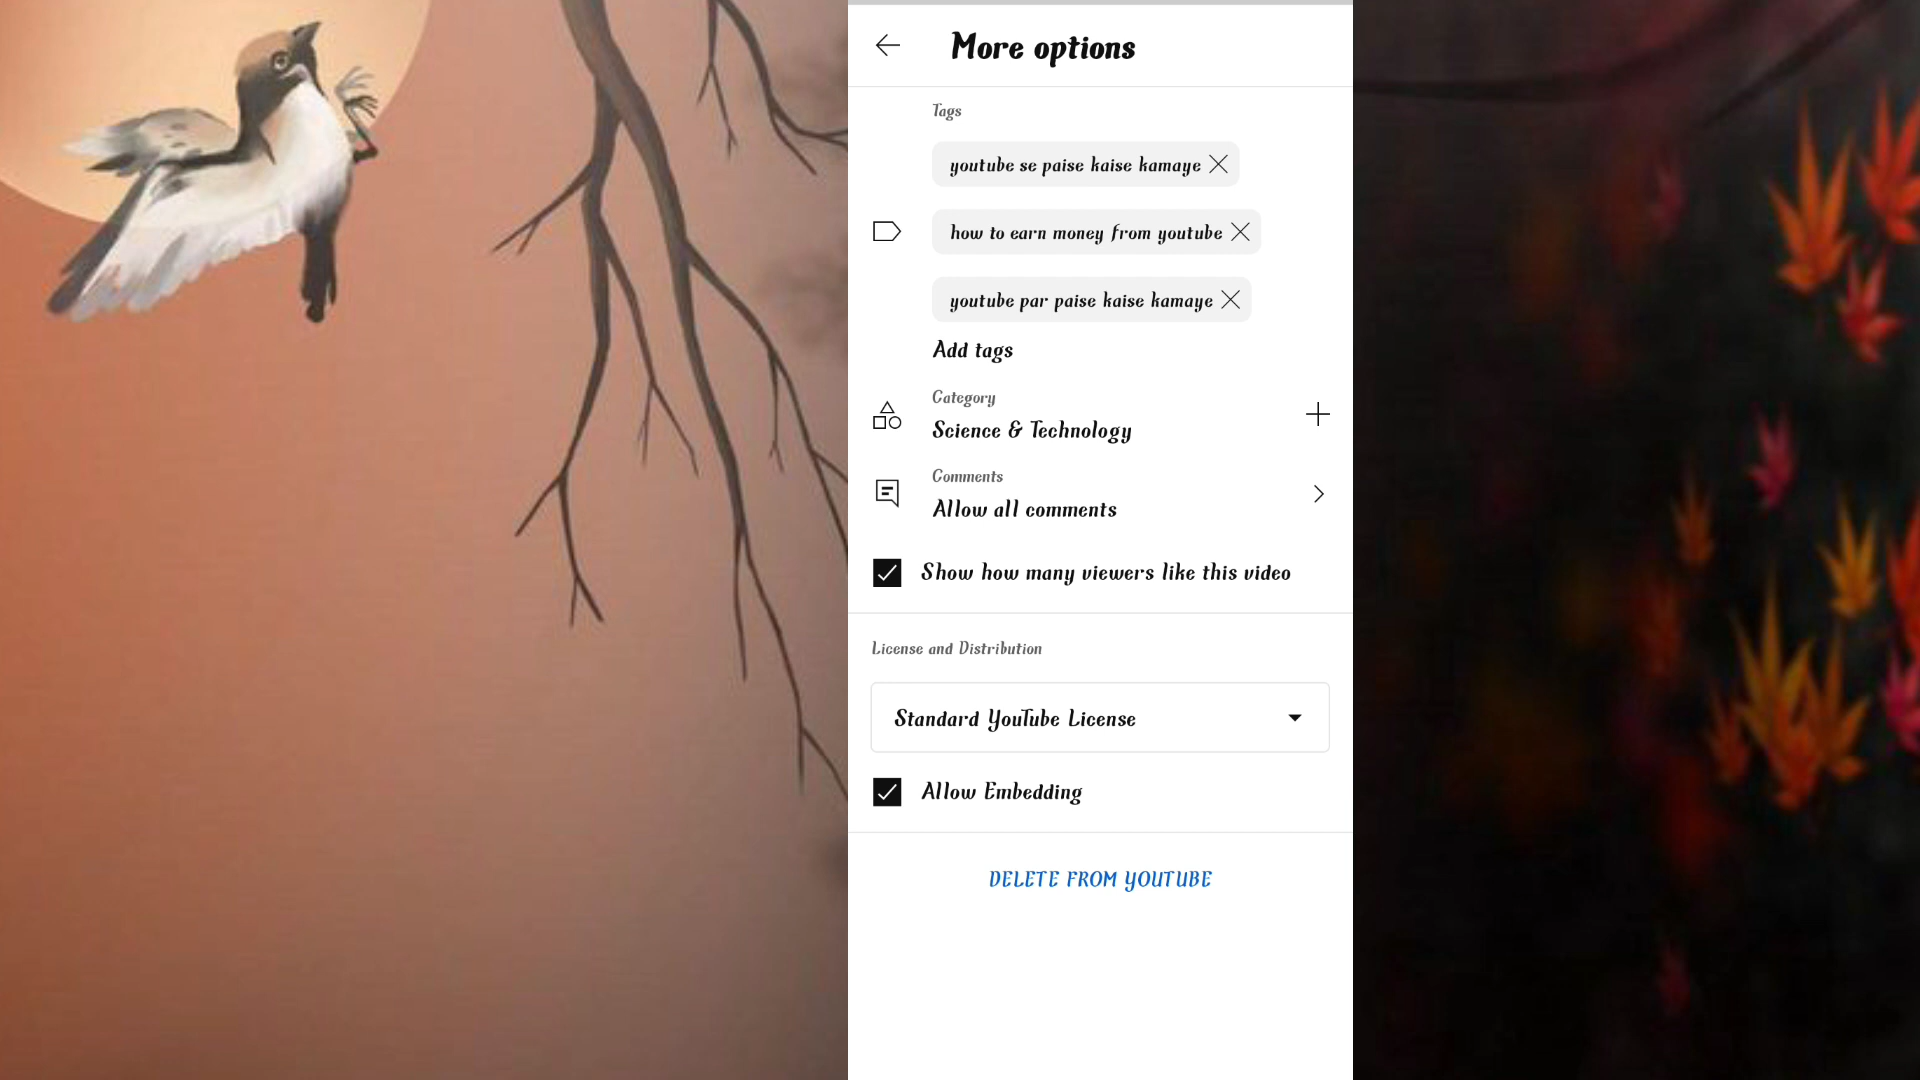 More options
Tags
youtube se paise kaise kamaye
how to earn money from youtube
youtube par paise kaise kamaye
Add tags
Category
Science & Technology
Comments
Allow all comments
Show how many viewers like this video
License and Distribution
Standard YouTube License
Allow Embedding
DELETE FROM YOUTUBE